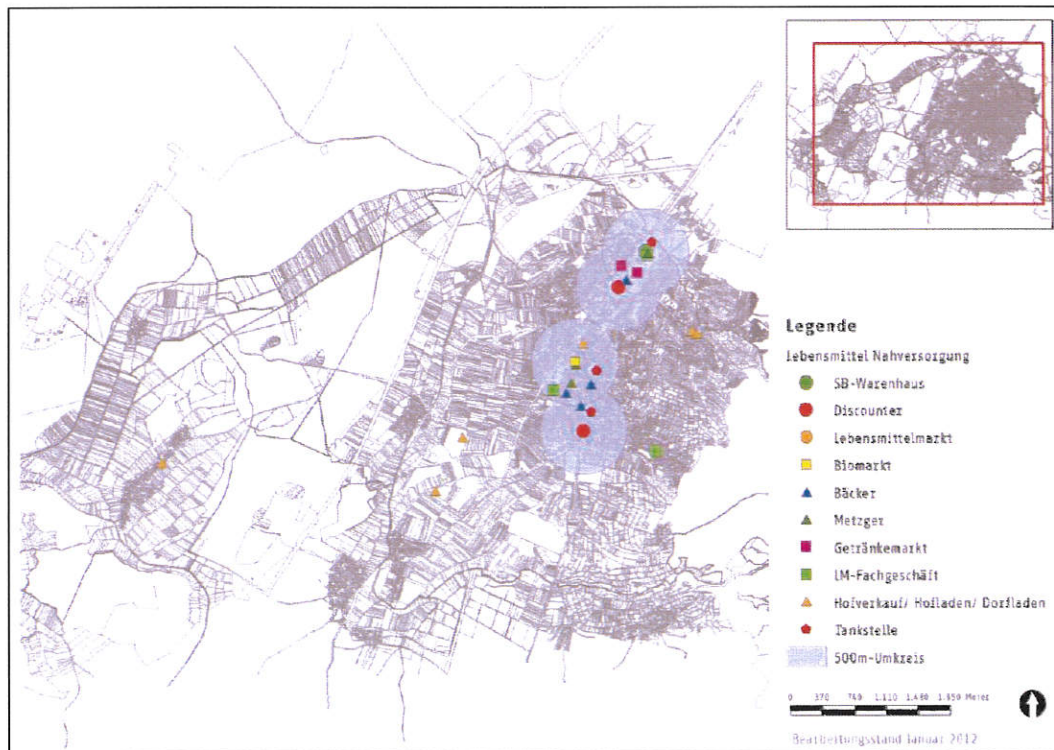 Legende
Lebensmittel Nahversorgung
SB-Warenhaus
Discounter
Lebensmittelmarkt
Biomarkt
Bäcker
Metzger
Getränkemarkt
LM-Fachgeschäft
Hofverkauf/ Hofladen/ Dorfladen
Tankstelle
500m-Umkreis
0 370 740 1.110 1.480 1.850 Meter
Bearbeitungsstand Januar 2012